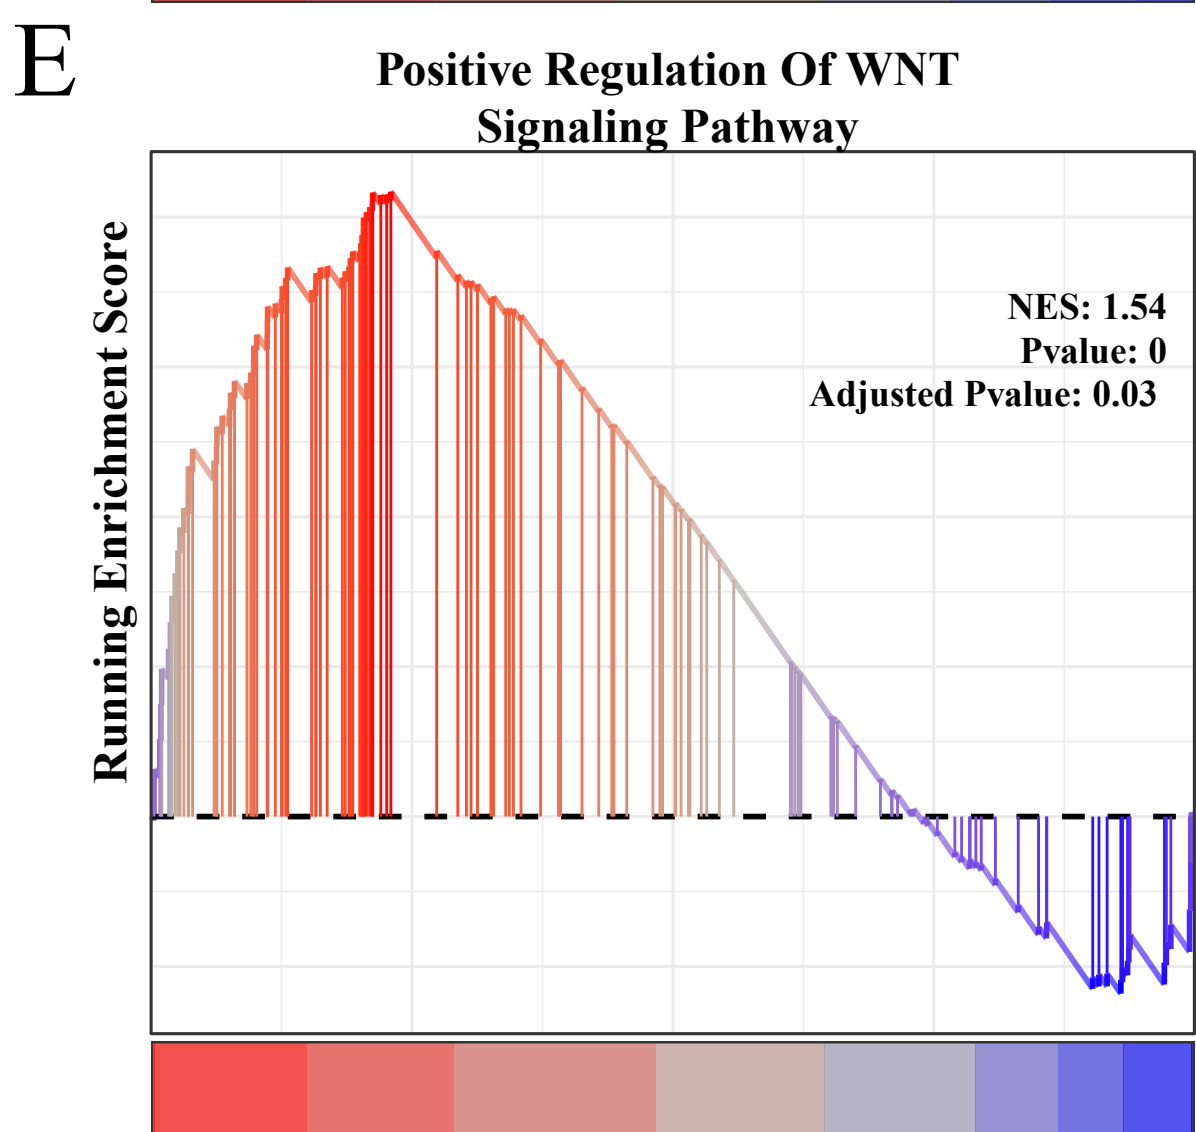 E
Positive Regulation Of WNT
Signaling Pathway
Running Enrichment Score
NES: 1.54
Pvalue: 0
Adjusted Pvalue: 0.03